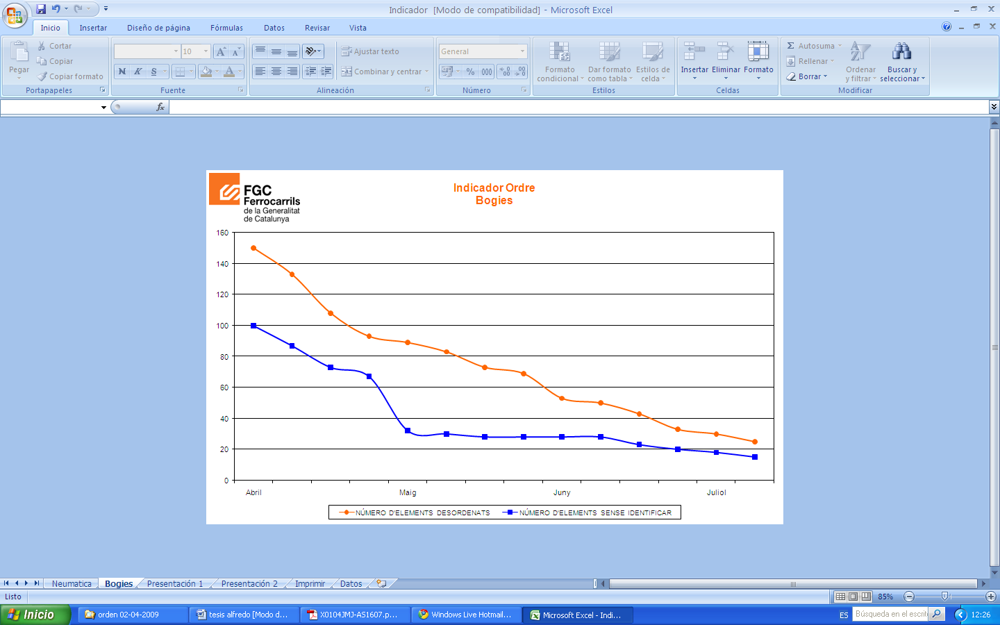 Indicador [Modo de compatibilidad] - Microsoft Excel
Inicio Insertar Diseño de página Fórmulas Datos Revisar Vista
Pegar
Cortar
Copiar
Copiar formato
Portapapeles
10
N K S
Fuente
Ajustar texto
Combinar y centrar
Alineación
General
% 000
Número
Formato condicional
Dar formato como tabla
Estilos de celda
Estilos
Insertar Eliminar Formato
Celdas
Σ Autosuma
Rellenar
Borrar
Ordenar y filtrar
Buscar y seleccionar
Modificar
fx
FGC
Ferrocarrils
de la Generalitat
de Catalunya
Indicador Ordre
Bogies
160
140
120
100
80
60
40
20
0
Abril Maig Juny Juliol
NÚMERO D'ELEMENTS DESORDENATS NÚMERO D'ELEMENTS SENSE IDENTIFICAR
Neumatica Bogies Presentación 1 Presentación 2 Imprimir Datos
Listo 85%
Inicio orden 02-04-2009 tesis alfredo [Modo d... X0104JMJ-AS1607.p... Windows Live Hotmail... Microsoft Excel - Indi... ES Búsqueda en el escrit 12:26